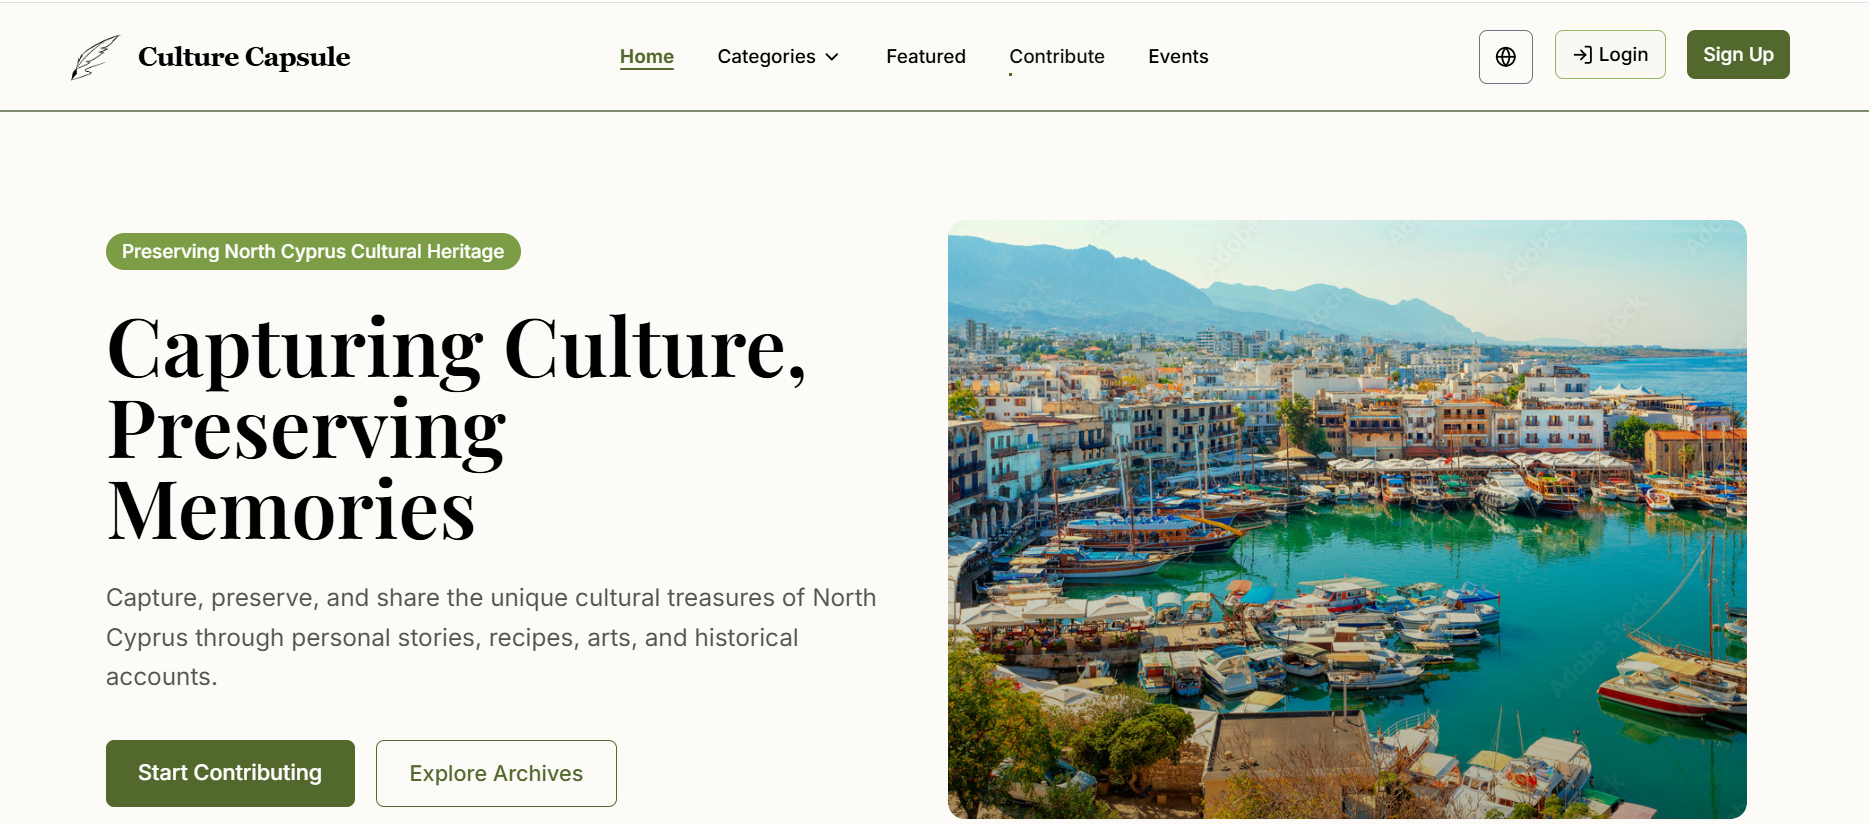 Culture Capsule
Home Categories Featured Contribute Events
Login Sign Up
Preserving North Cyprus Cultural Heritage
Capturing Culture,
Preserving
Memories
Capture, preserve, and share the unique cultural treasures of North
Cyprus through personal stories, recipes, arts, and historical
accounts.
Start Contributing Explore Archives
Adobe Stock